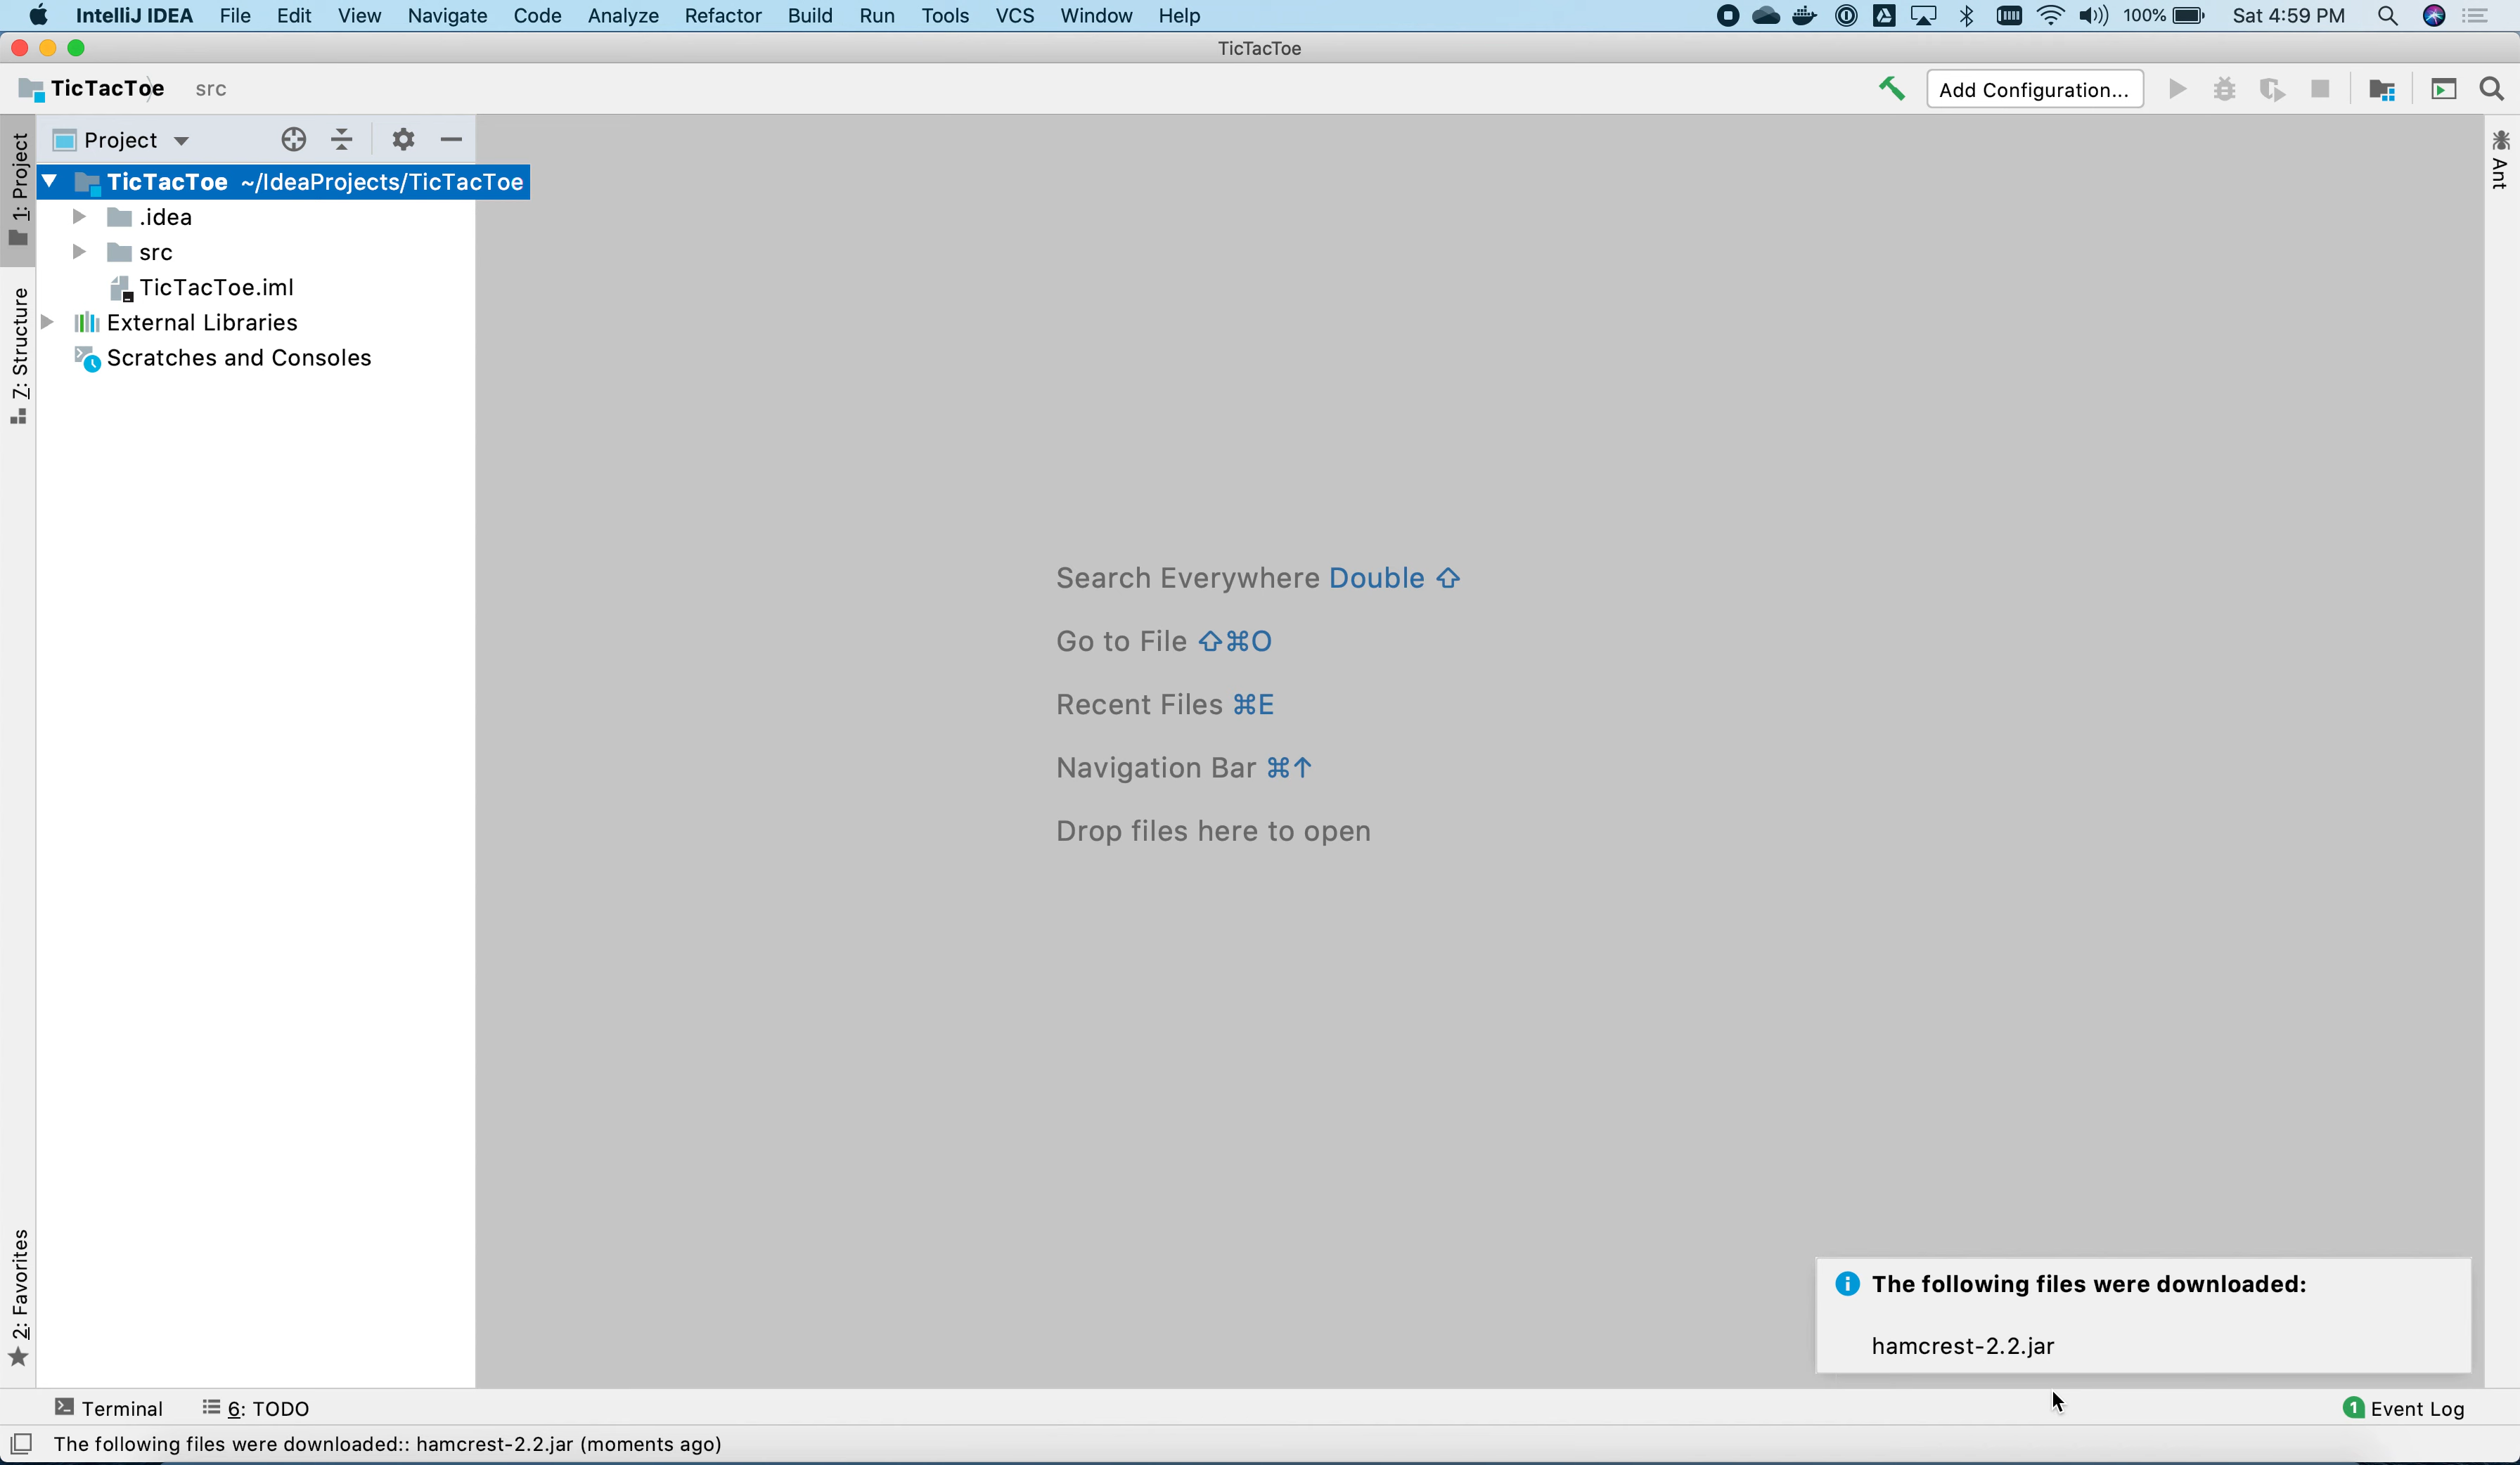 IntelliJ IDEA File Edit View Navigate Code Analyze Refactor Build Run Tools VCS Window Help 100% Sat 4:59 PM
TicTacToe
TicTacToe src Add Configuration...
1: Project
Project
Ant
TicTacToe ~/IdeaProjects/TicTacToe
.idea
src
TicTacToe.iml
7: Structure
External Libraries
Scratches and Consoles
Search Everywhere Double ⇧
Go to File ⇧⌘O
Recent Files ⌘E
Navigation Bar ⌘↑
Drop files here to open
2: Favorites
The following files were downloaded:
hamcrest-2.2.jar
Terminal 6: TODO 1 Event Log
The following files were downloaded:: hamcrest-2.2.jar (moments ago)